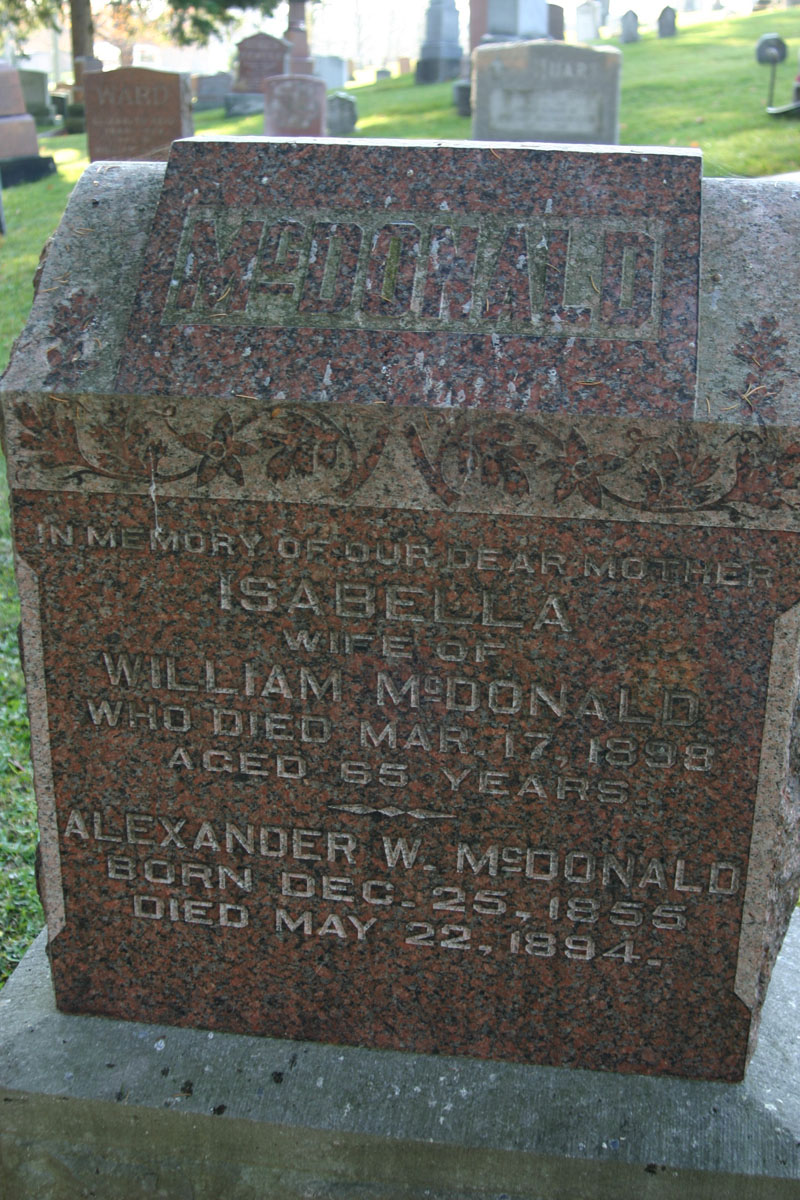 WARD
McDONALD
IN MEMORY OF OUR DEAR MOTHER
ISABELLA
WIFE OF
WILLIAM McDONALD
WHO DIED MAR. 17, 1898
AGED 65 YEARS.
ALEXANDER W. McDONALD
BORN DEC. 25, 1855
DIED MAY 22, 1894.